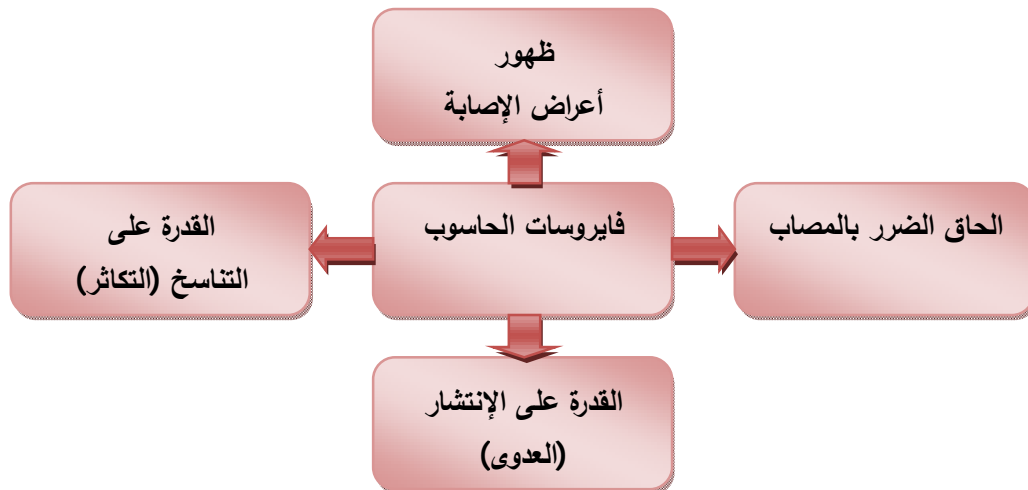 ظهور
أعراض الإصابة
الحاق الضرر بالمصاب
فايروسات الحاسوب
القدرة على
التناسخ (التكاثر)
القدرة على الإنتشار
(العدوى)